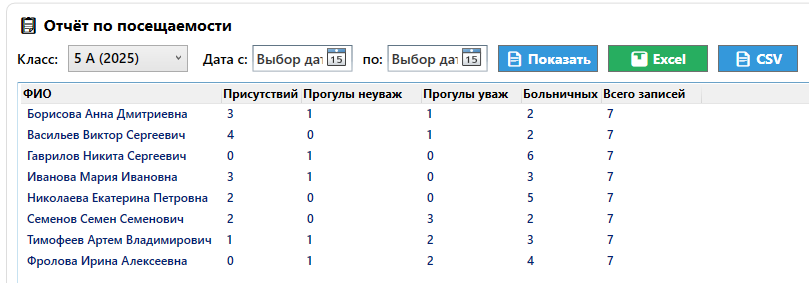 Отчёт по посещаемости
Класс: 5 А (2025) Дата с: Выбор дат 15 по: Выбор дат 15 Показать Excel CSV
ФИО Присутствий Прогулы неуваж Прогулы уваж Больничных Всего записей
Борисова Анна Дмитриевна 3 1 1 2 7
Васильев Виктор Сергеевич 4 0 1 2 7
Гаврилов Никита Сергеевич 0 1 0 6 7
Иванова Мария Ивановна 3 1 0 3 7
Николаева Екатерина Петровна 2 0 0 5 7
Семенов Семен Семенович 2 0 3 2 7
Тимофеев Артем Владимирович 1 1 2 3 7
Фролова Ирина Алексеевна 0 1 2 4 7